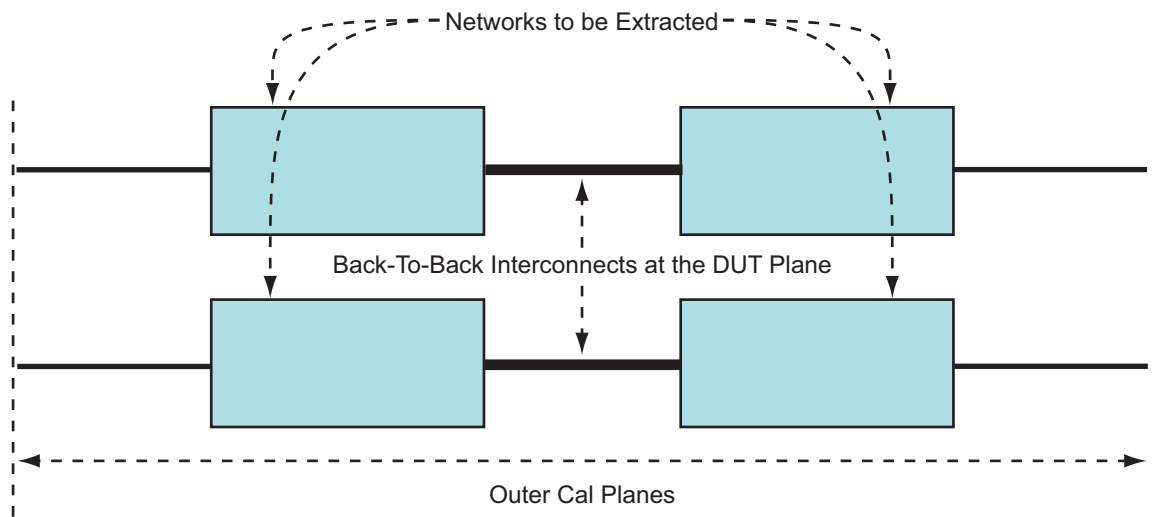 Networks to be Extracted
Back-To-Back Interconnects at the DUT Plane
Outer Cal Planes